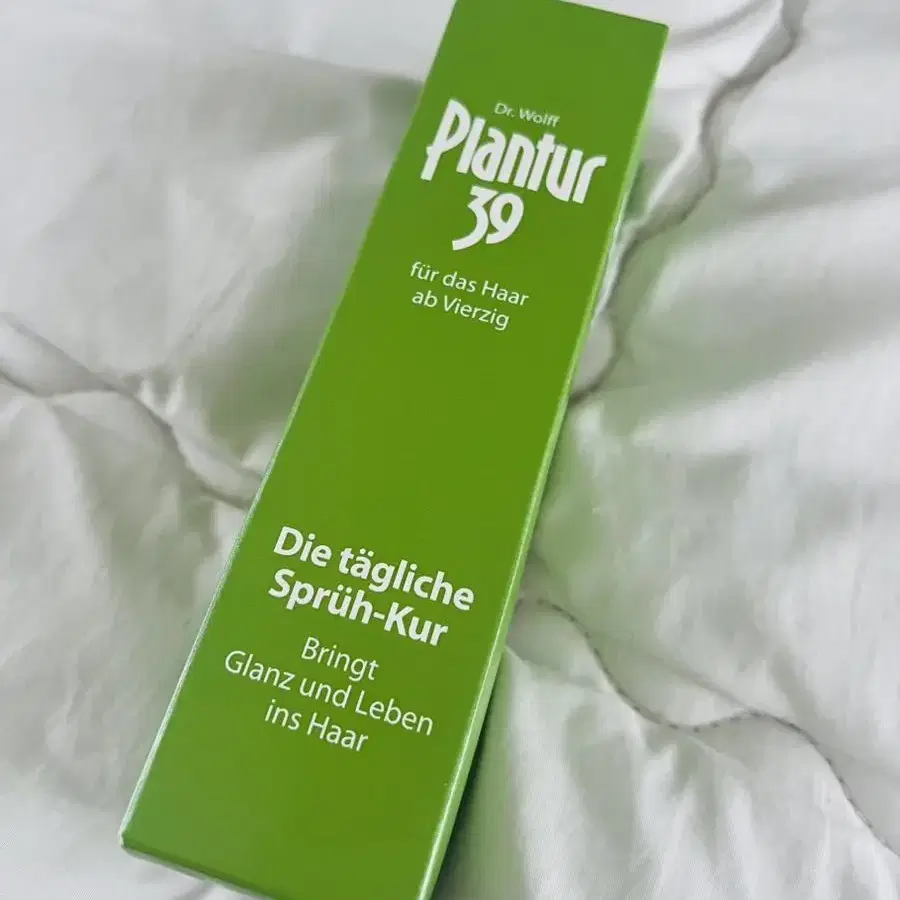 Dr. Wolff
Plantur
39
für das Haar
ab Vierzig
Die tägliche
Sprüh-Kur
Bringt
Glanz und Leben
ins Haar